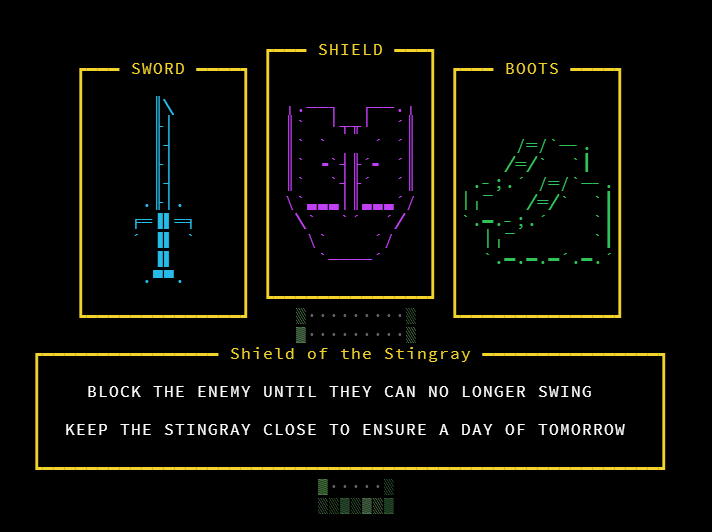 SHIELD
SWORD
BOOTS
Shield of the Stingray
BLOCK THE ENEMY UNTIL THEY CAN NO LONGER SWING
KEEP THE STINGRAY CLOSE TO ENSURE A DAY OF TOMORROW